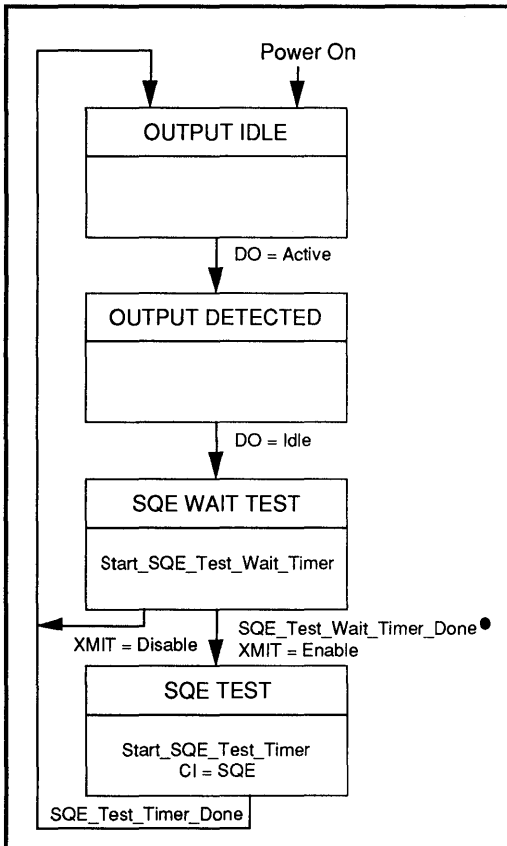 Power On
OUTPUT IDLE
DO = Active
OUTPUT DETECTED
DO = Idle
SQE WAIT TEST
Start_SQE_Test_Wait_Timer
XMIT = Disable
SQE_Test_Wait_Timer_Done●
XMIT = Enable
SQE TEST
Start_SQE_Test_Timer
CI = SQE
SQE_Test_Timer_Done